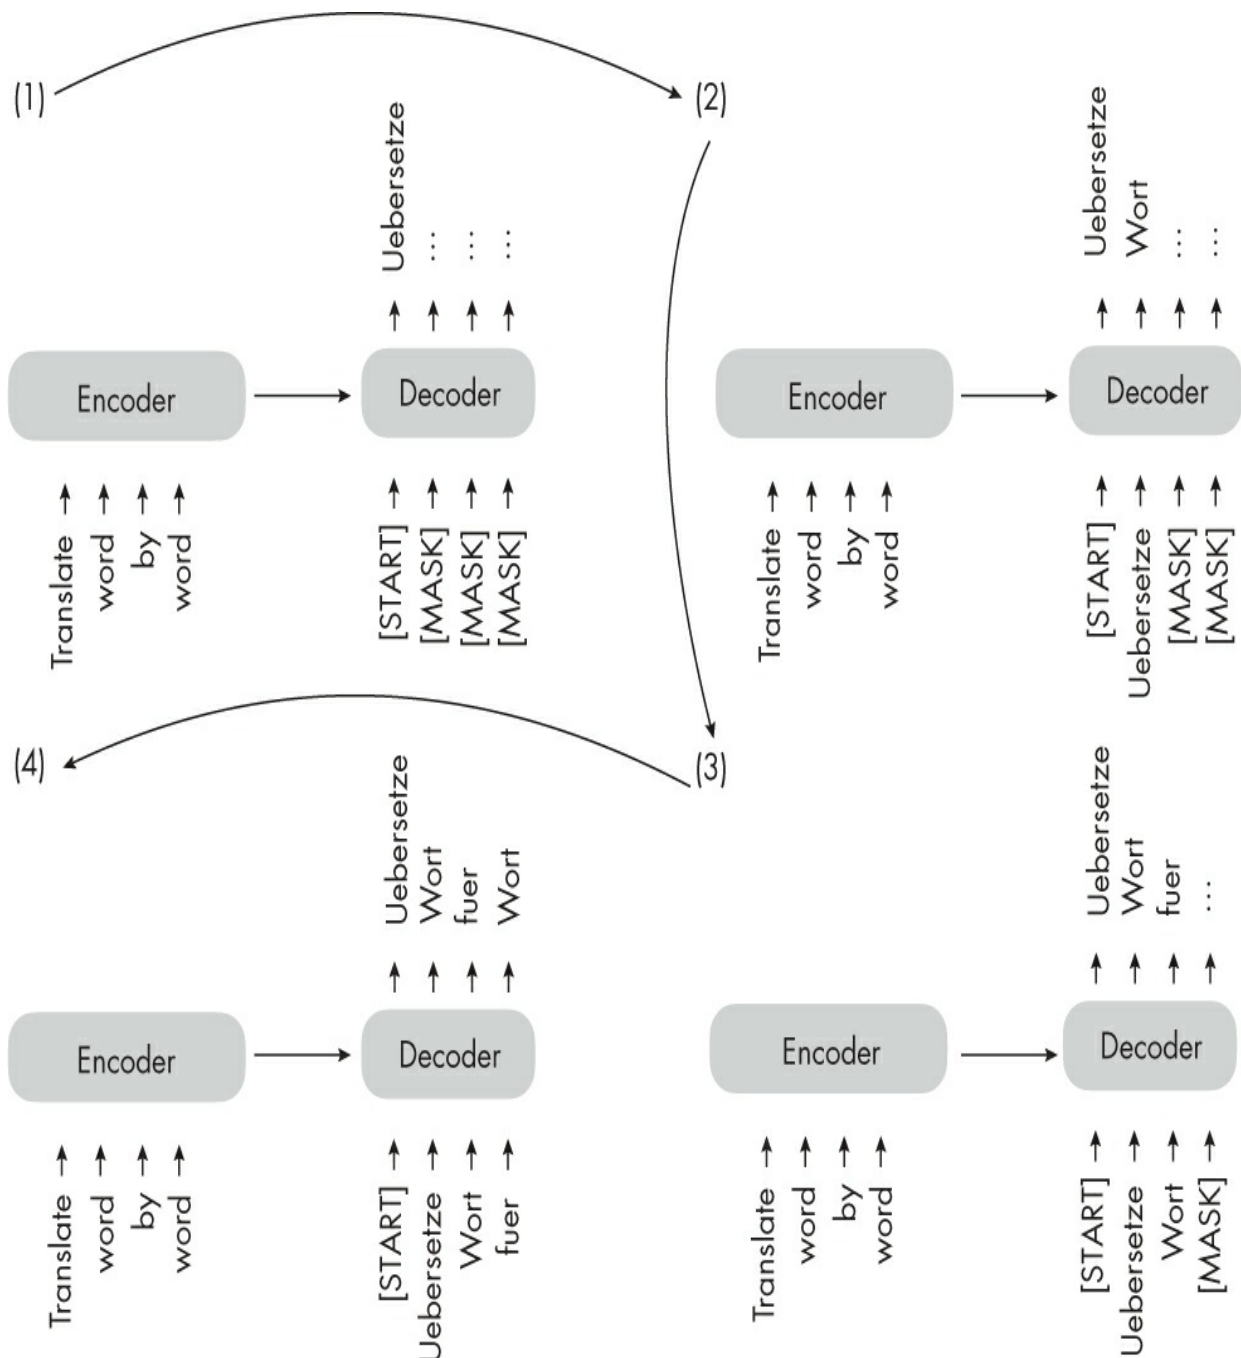 (1)
Uebersetze
...
...
...
Encoder
Decoder
Translate
word
by
word
[START]
[MASK]
[MASK]
[MASK]
(2)
Uebersetze
Wort
...
...
Encoder
Decoder
Translate
word
by
word
[START]
Uebersetze
[MASK]
[MASK]
(3)
Uebersetze
Wort
fuer
...
Encoder
Decoder
Translate
word
by
word
[START]
Uebersetze
Wort
[MASK]
(4)
Uebersetze
Wort
fuer
Wort
Encoder
Decoder
Translate
word
by
word
[START]
Uebersetze
Wort
fuer